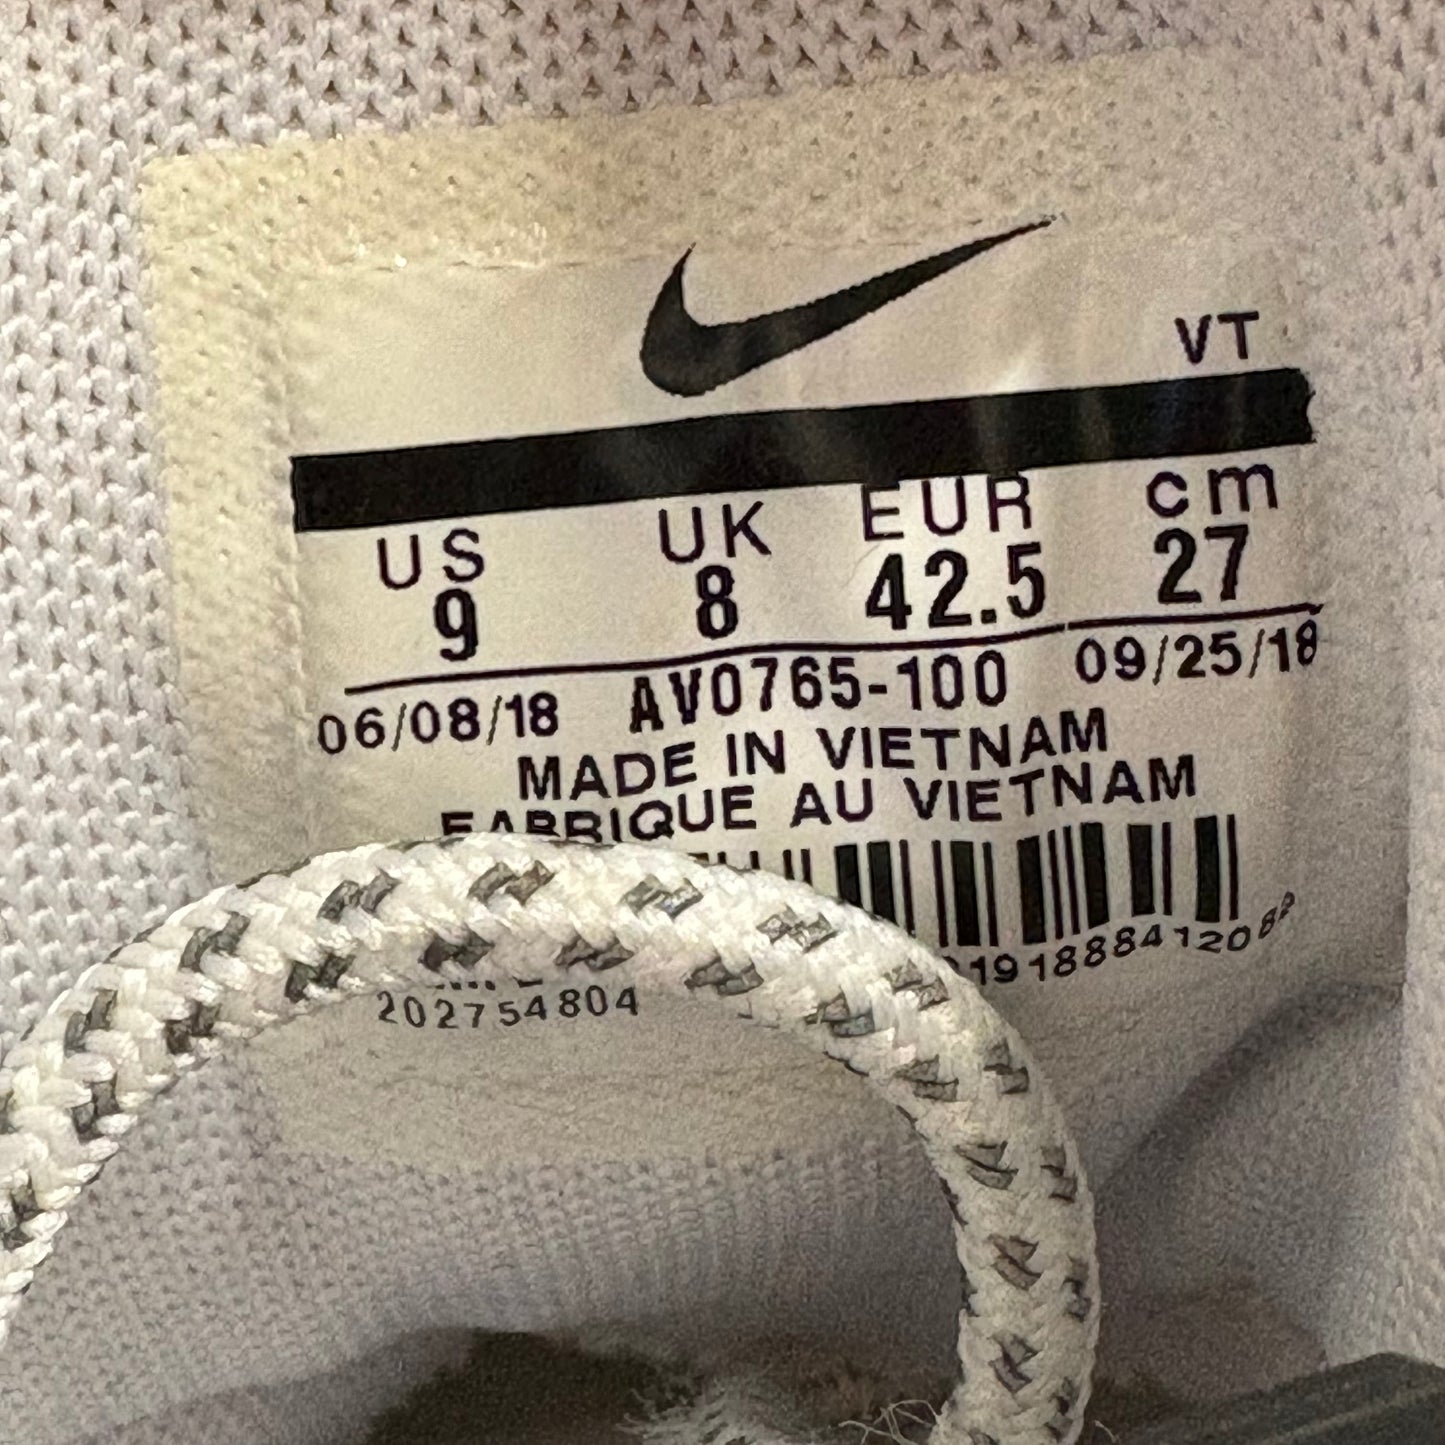 VT
US UK EUR cm
9 8 42.5 27
06/08/18 AV0765-100 09/25/18
MADE IN VIETNAM
FABRIQUE AU VIETNAM
19188841208
202754804